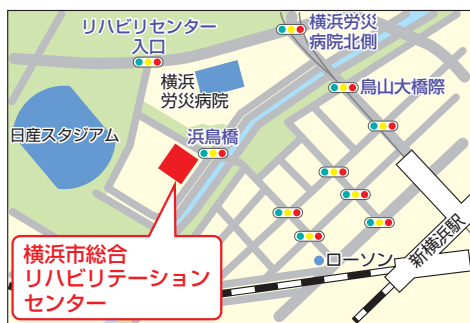 リハビリセンター
入口
横浜労災
病院北側
横浜
労災病院
鳥山大橋際
日産スタジアム
浜鳥橋
横浜市総合
リハビリテーション
センター
ローソン
新横浜駅